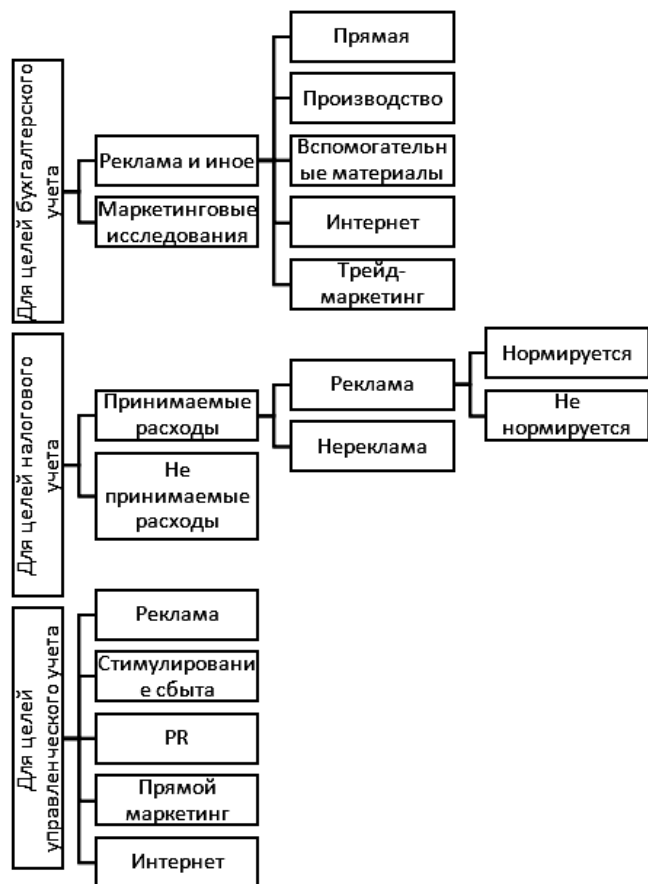 Для целей бухгалтерского
учета
Реклама и иное
Маркетинговые
исследования
Прямая
Производство
Вспомогательн
ые материалы
Интернет
Трейд-
маркетинг
Для целей налогового
учета
Принимаемые
расходы
Не
принимаемые
расходы
Реклама
Нереклама
Нормируется
Не
нормируется
Для целей
управленческого учета
Реклама
Стимулировани
е сбыта
PR
Прямой
маркетинг
Интернет